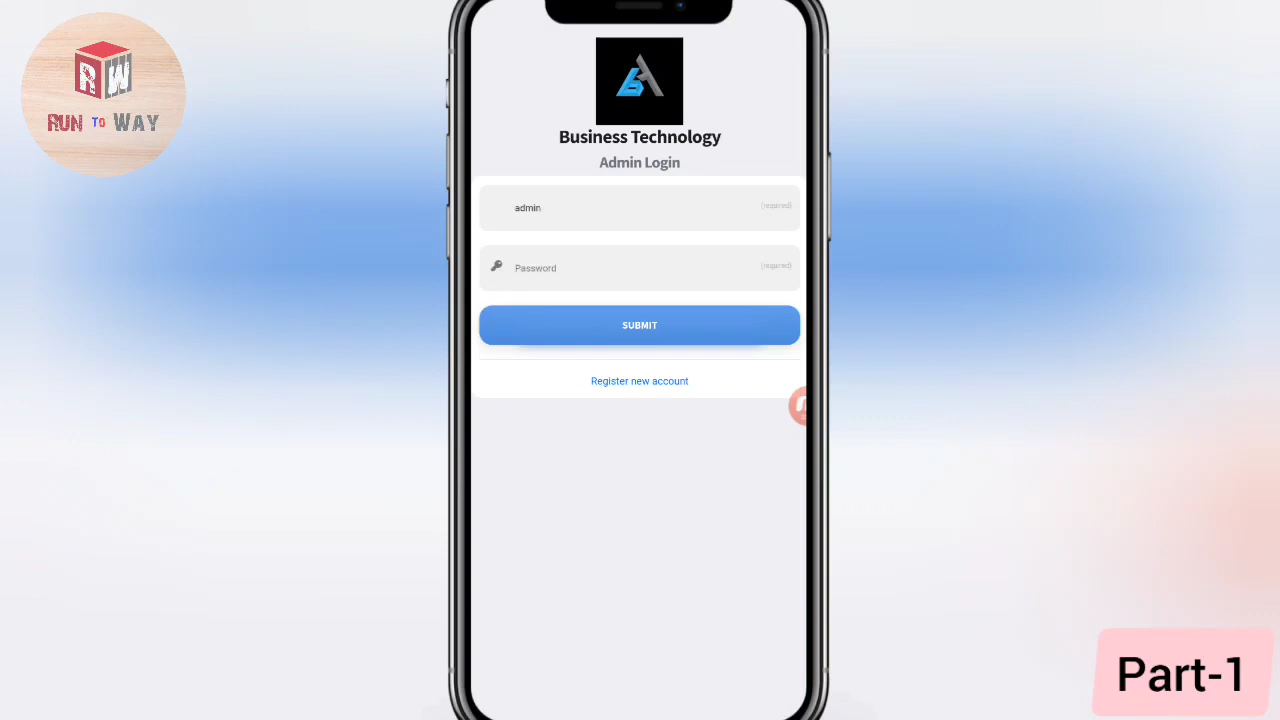 RW
RUN TO WAY
Business Technology
Admin Login
admin
(required)
Password
(required)
SUBMIT
Register new account
Part-1